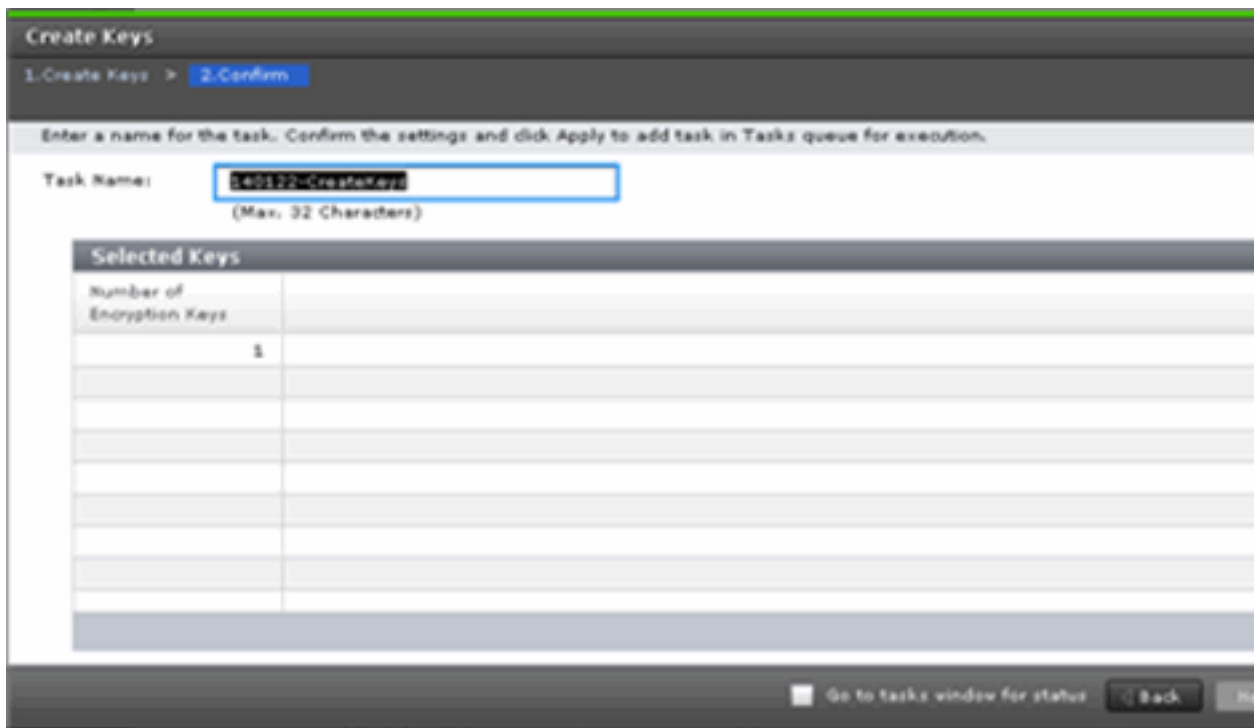 Create Keys
1.Create Keys > 2.Confirm
Enter a name for the task. Confirm the settings and click Apply to add task in Tasks queue for execution.
Task Name: 140122-CreateKeys
(Max. 32 Characters)
Selected Keys
Number of
Encryption Keys
1
Go to tasks window for status Back